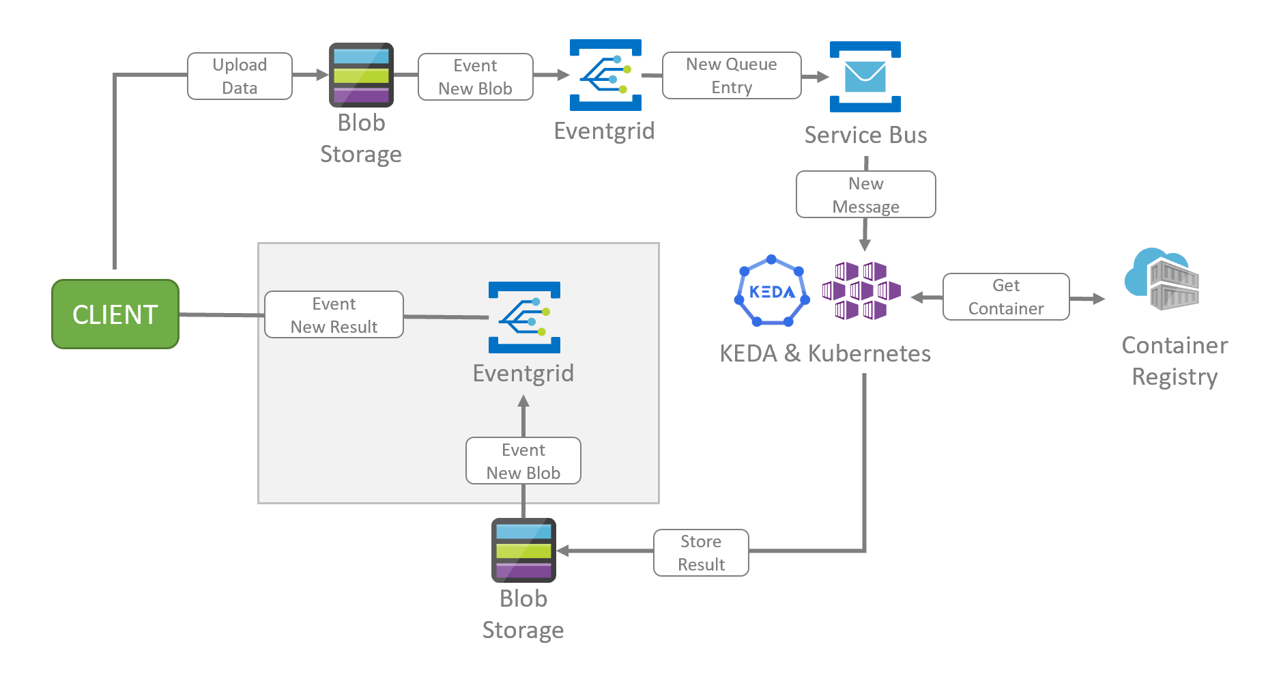 Upload
Data
Event
New Blob
New Queue
Entry
Blob
Storage
Eventgrid
Service Bus
New
Message
CLIENT
Event
New Result
Eventgrid
KEDA
KEDA & Kubernetes
Get
Container
Container
Registry
Event
New Blob
Store
Result
Blob
Storage